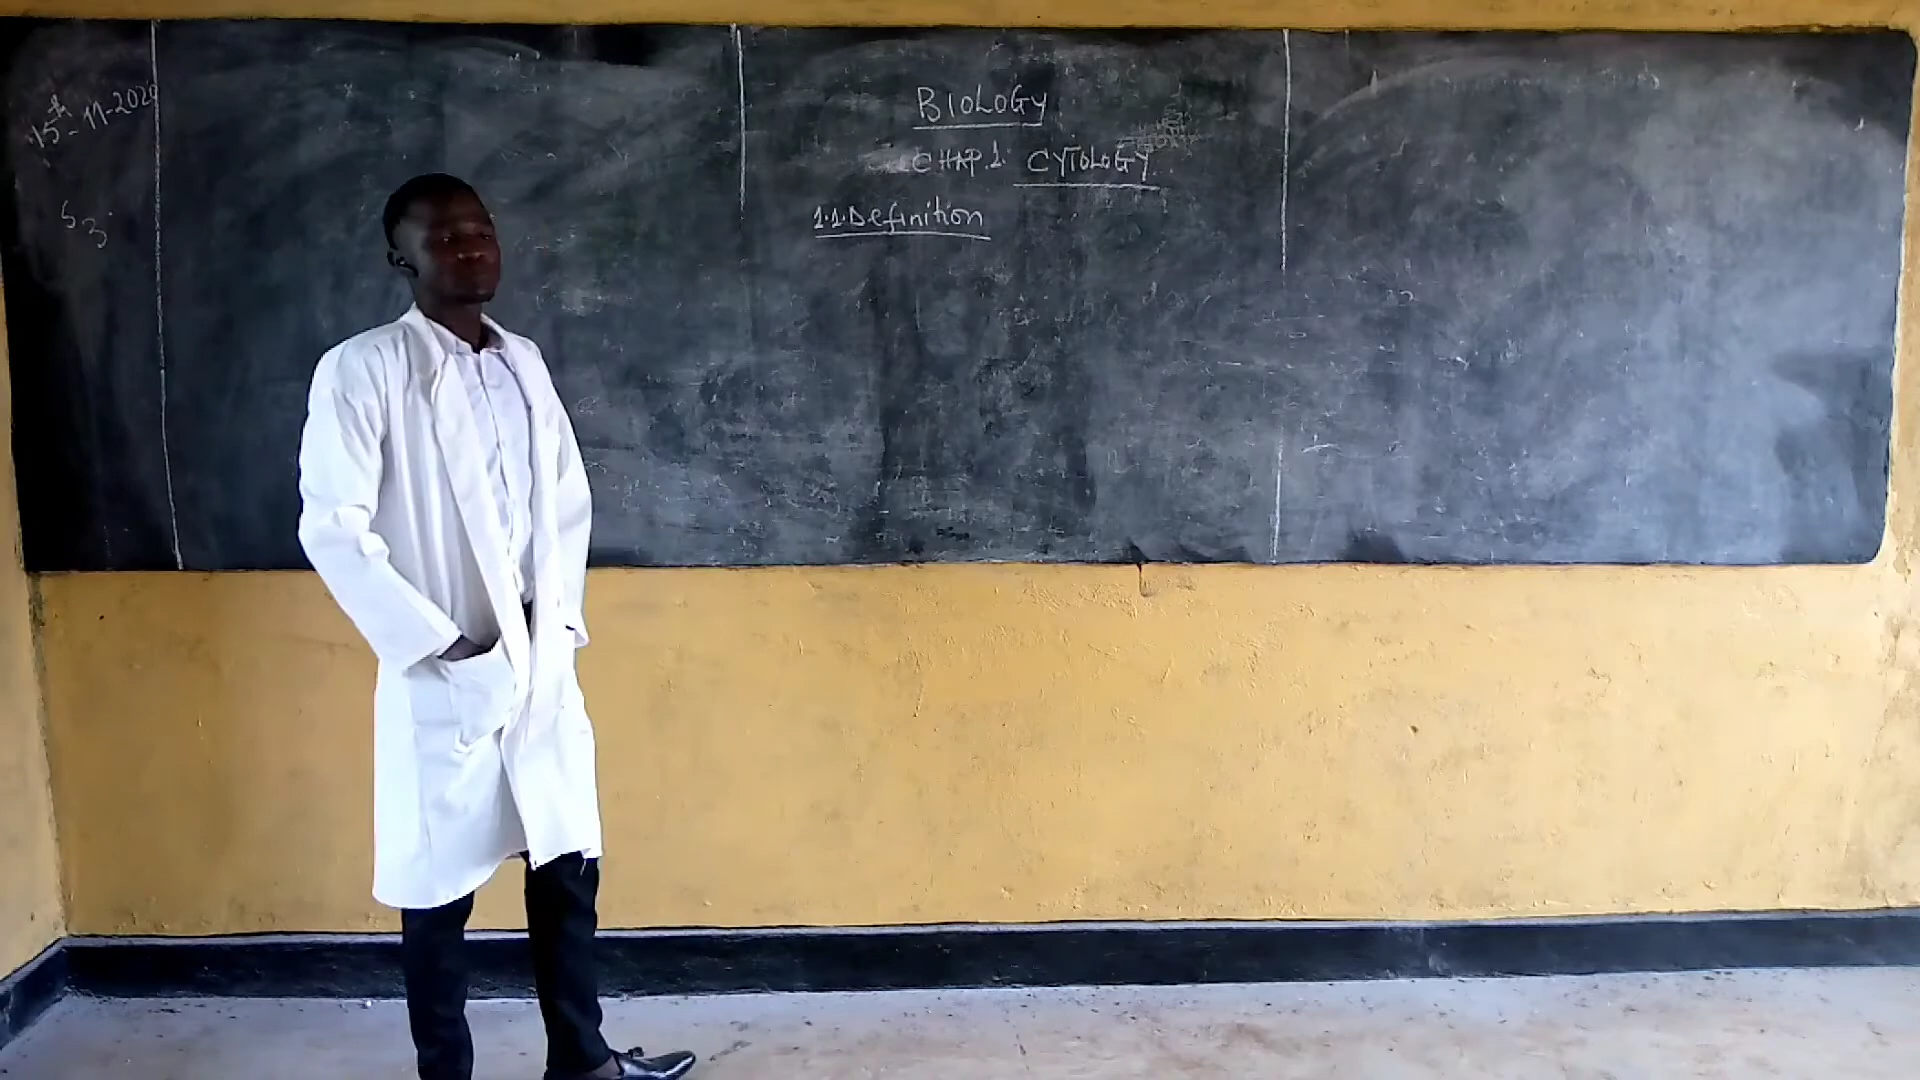 15th-11-2020
S3
BIOLOGY
CHAP.1: CYTOLOGY
1.1.Definition